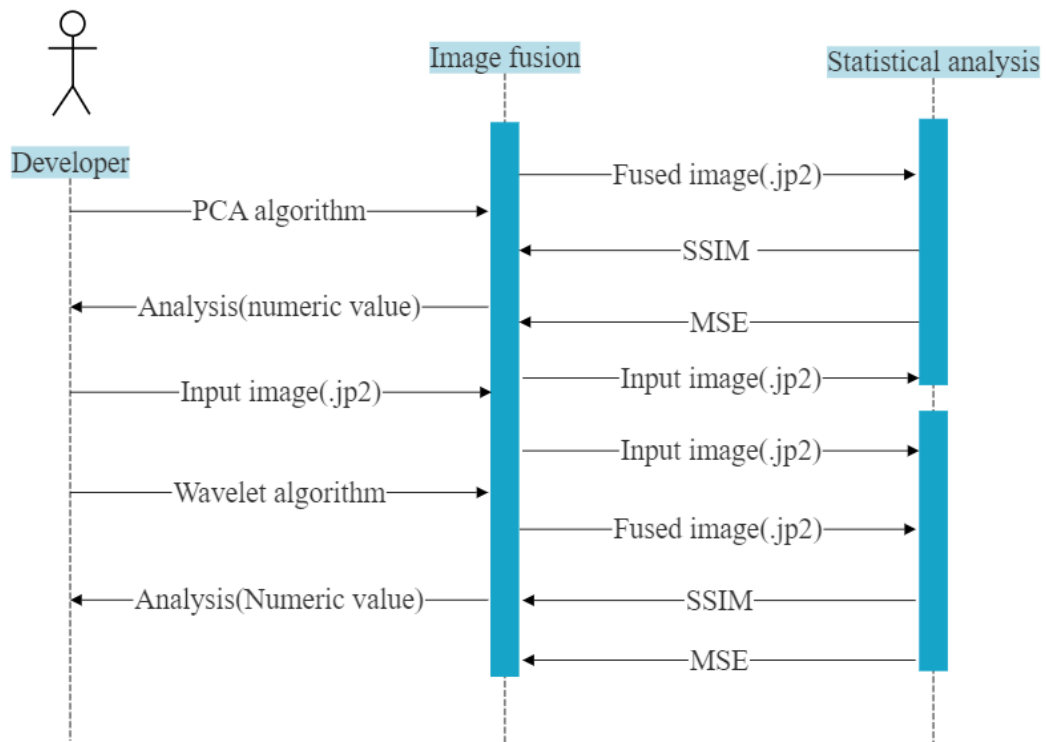 Image fusion
Statistical analysis
Developer
Fused image(.jp2)
PCA algorithm
SSIM
Analysis(numeric value)
MSE
Input image(.jp2)
Input image(.jp2)
Input image(.jp2)
Wavelet algorithm
Fused image(.jp2)
Analysis(Numeric value)
SSIM
MSE